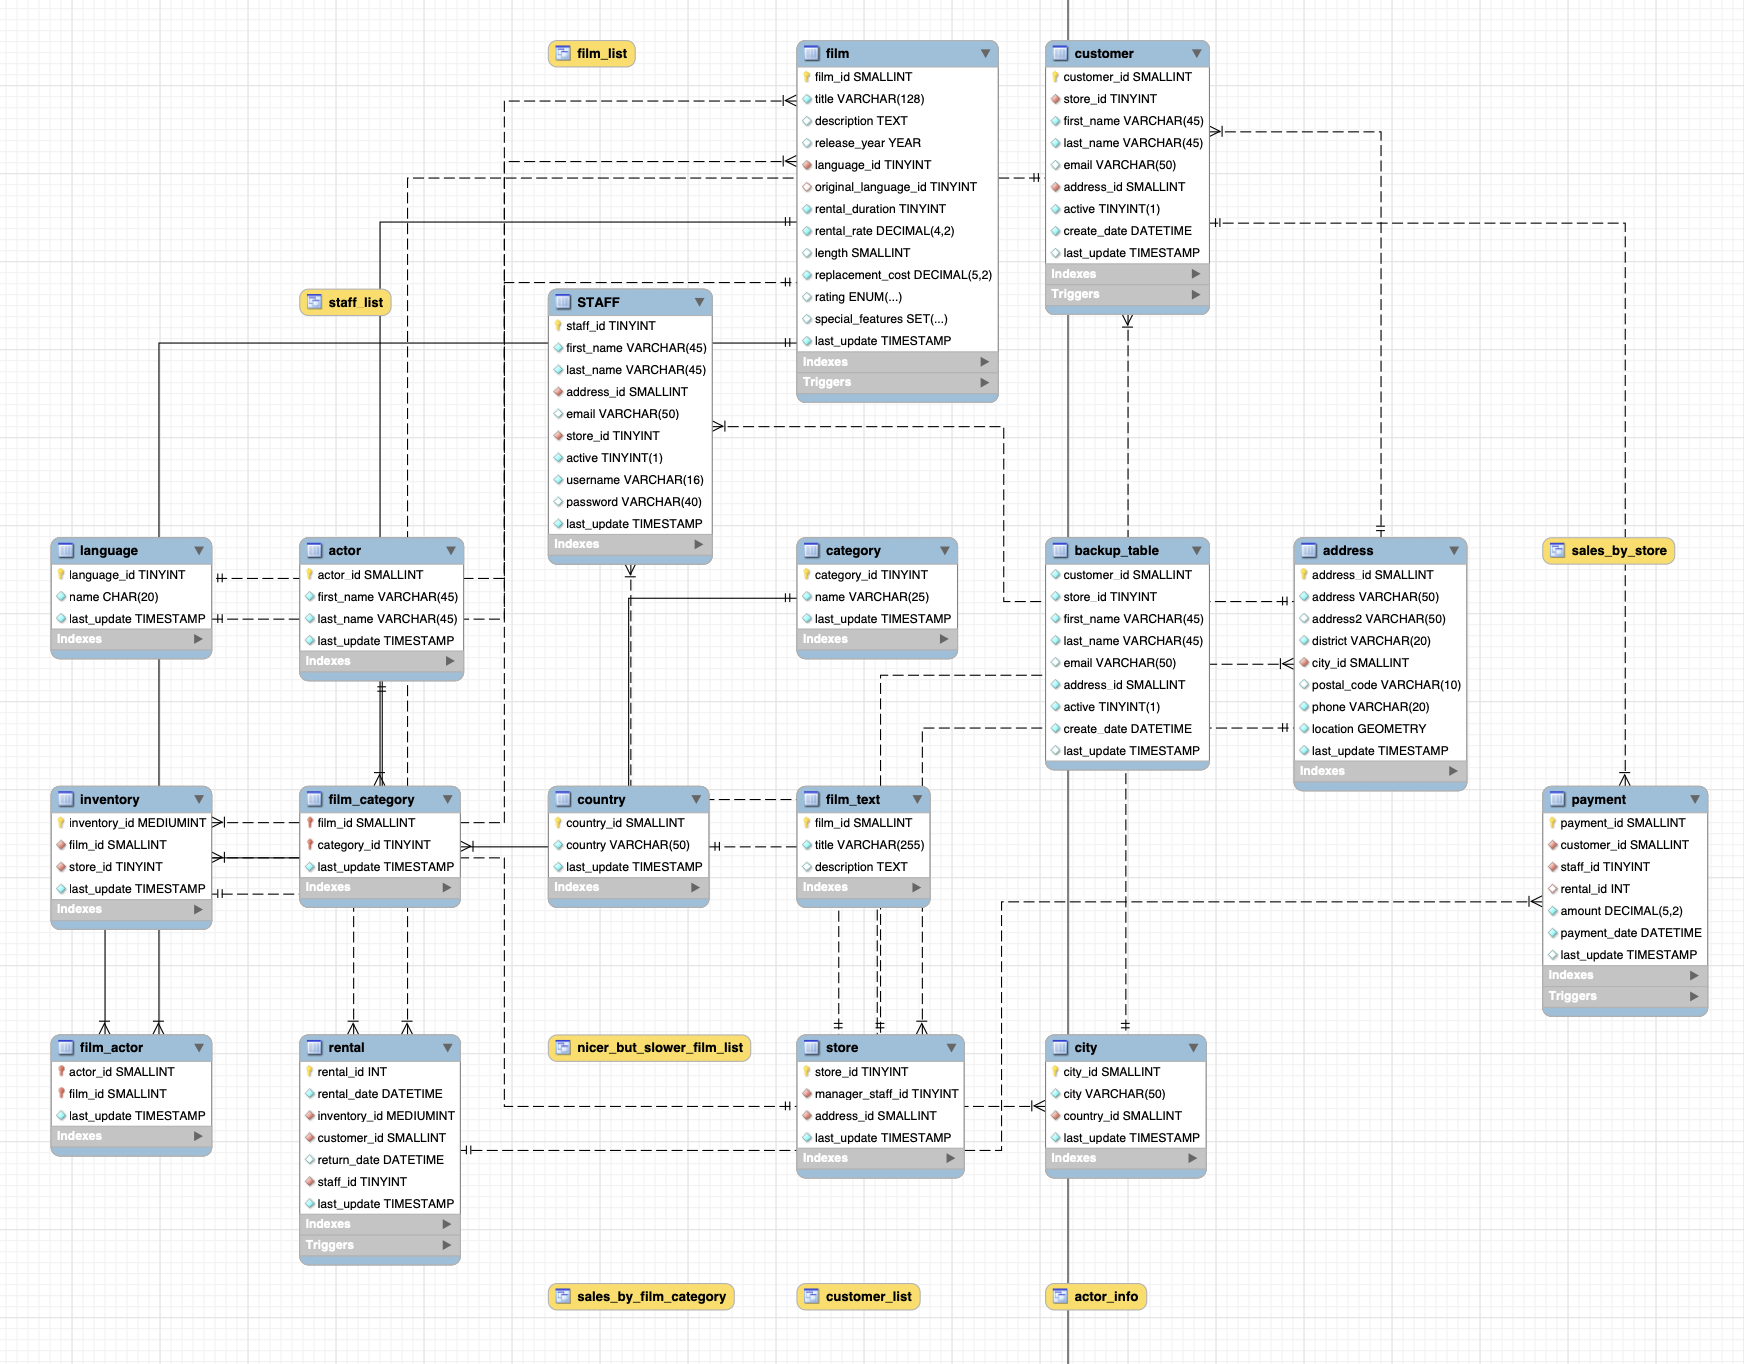 film_list
film
film_id SMALLINT
title VARCHAR(128)
description TEXT
release_year YEAR
language_id TINYINT
original_language_id TINYINT
rental_duration TINYINT
rental_rate DECIMAL(4,2)
length SMALLINT
replacement_cost DECIMAL(5,2)
rating ENUM(...)
special_features SET(...)
last_update TIMESTAMP
Indexes
Triggers
customer
customer_id SMALLINT
store_id TINYINT
first_name VARCHAR(45)
last_name VARCHAR(45)
email VARCHAR(50)
address_id SMALLINT
active TINYINT(1)
create_date DATETIME
last_update TIMESTAMP
Indexes
Triggers
staff_list
STAFF
staff_id TINYINT
first_name VARCHAR(45)
last_name VARCHAR(45)
address_id SMALLINT
email VARCHAR(50)
store_id TINYINT
active TINYINT(1)
username VARCHAR(16)
password VARCHAR(40)
last_update TIMESTAMP
Indexes
language
language_id TINYINT
name CHAR(20)
last_update TIMESTAMP
Indexes
actor
actor_id SMALLINT
first_name VARCHAR(45)
last_name VARCHAR(45)
last_update TIMESTAMP
Indexes
category
category_id TINYINT
name VARCHAR(25)
last_update TIMESTAMP
Indexes
backup_table
customer_id SMALLINT
store_id TINYINT
first_name VARCHAR(45)
last_name VARCHAR(45)
email VARCHAR(50)
address_id SMALLINT
active TINYINT(1)
create_date DATETIME
last_update TIMESTAMP
address
address_id SMALLINT
address VARCHAR(50)
address2 VARCHAR(50)
district VARCHAR(20)
city_id SMALLINT
postal_code VARCHAR(10)
phone VARCHAR(20)
location GEOMETRY
last_update TIMESTAMP
Indexes
sales_by_store
inventory
inventory_id MEDIUMINT
film_id SMALLINT
store_id TINYINT
last_update TIMESTAMP
Indexes
film_category
film_id SMALLINT
category_id TINYINT
last_update TIMESTAMP
Indexes
country
country_id SMALLINT
country VARCHAR(50)
last_update TIMESTAMP
Indexes
film_text
film_id SMALLINT
title VARCHAR(255)
description TEXT
Indexes
payment
payment_id SMALLINT
customer_id SMALLINT
staff_id TINYINT
rental_id INT
amount DECIMAL(5,2)
payment_date DATETIME
last_update TIMESTAMP
Indexes
Triggers
film_actor
actor_id SMALLINT
film_id SMALLINT
last_update TIMESTAMP
Indexes
rental
rental_id INT
rental_date DATETIME
inventory_id MEDIUMINT
customer_id SMALLINT
return_date DATETIME
staff_id TINYINT
last_update TIMESTAMP
Indexes
Triggers
nicer_but_slower_film_list
store
store_id TINYINT
manager_staff_id TINYINT
address_id SMALLINT
last_update TIMESTAMP
Indexes
city
city_id SMALLINT
city VARCHAR(50)
country_id SMALLINT
last_update TIMESTAMP
Indexes
sales_by_film_category
customer_list
actor_info